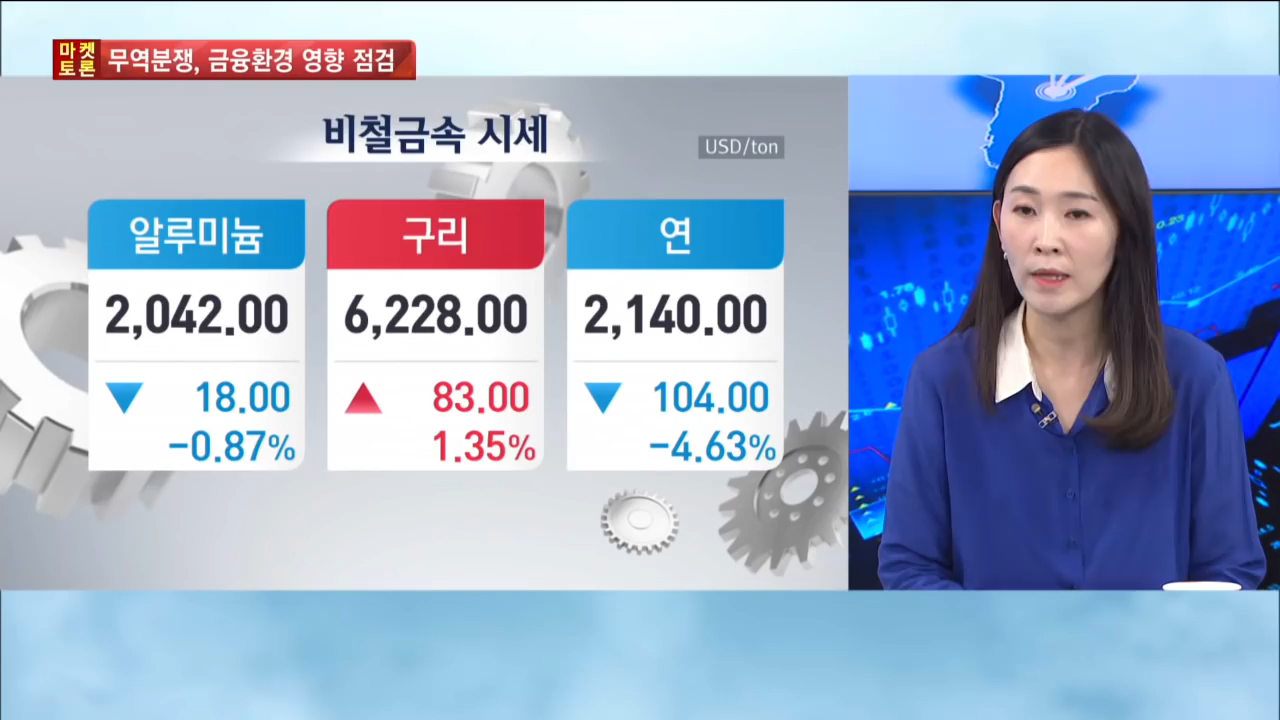 마켓
토론
무역분쟁, 금융환경 영향 점검
비철금속 시세
USD/ton
알루미늄
구리
연
2,042.00
6,228.00
2,140.00
▼ 18.00
▲ 83.00
▼ 104.00
-0.87%
1.35%
-4.63%
0.23